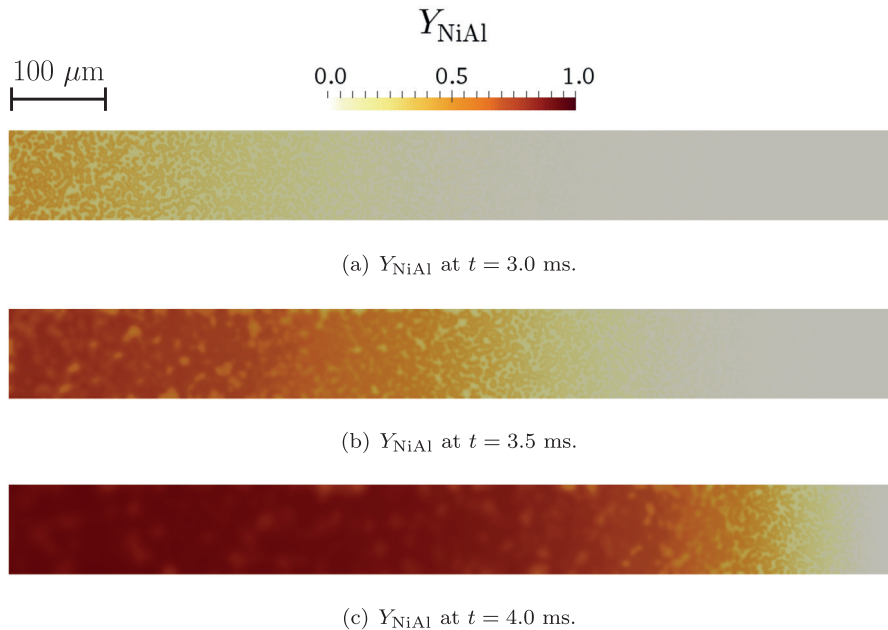 Y_NiAl
100 μm
0.0 0.5 1.0
(a) Y_NiAl at t = 3.0 ms.
(b) Y_NiAl at t = 3.5 ms.
(c) Y_NiAl at t = 4.0 ms.